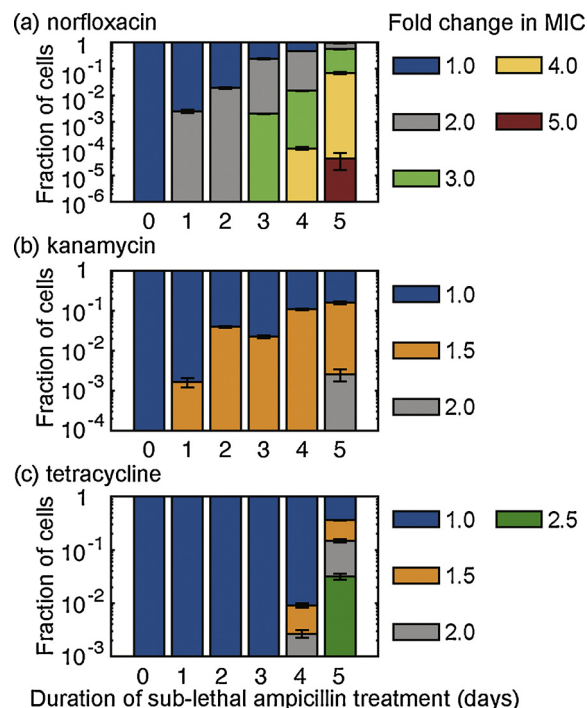 (a) norfloxacin
Fold change in MIC
Fraction of cells
1
10-1
10-2
10-3
10-4
10-5
10-6
0 1 2 3 4 5
1.0
4.0
2.0
5.0
3.0
(b) kanamycin
Fraction of cells
1
10-1
10-2
10-3
10-4
0 1 2 3 4 5
1.0
1.5
2.0
(c) tetracycline
Fraction of cells
1
10-1
10-2
10-3
0 1 2 3 4 5
1.0
2.5
1.5
2.0
Duration of sub-lethal ampicillin treatment (days)